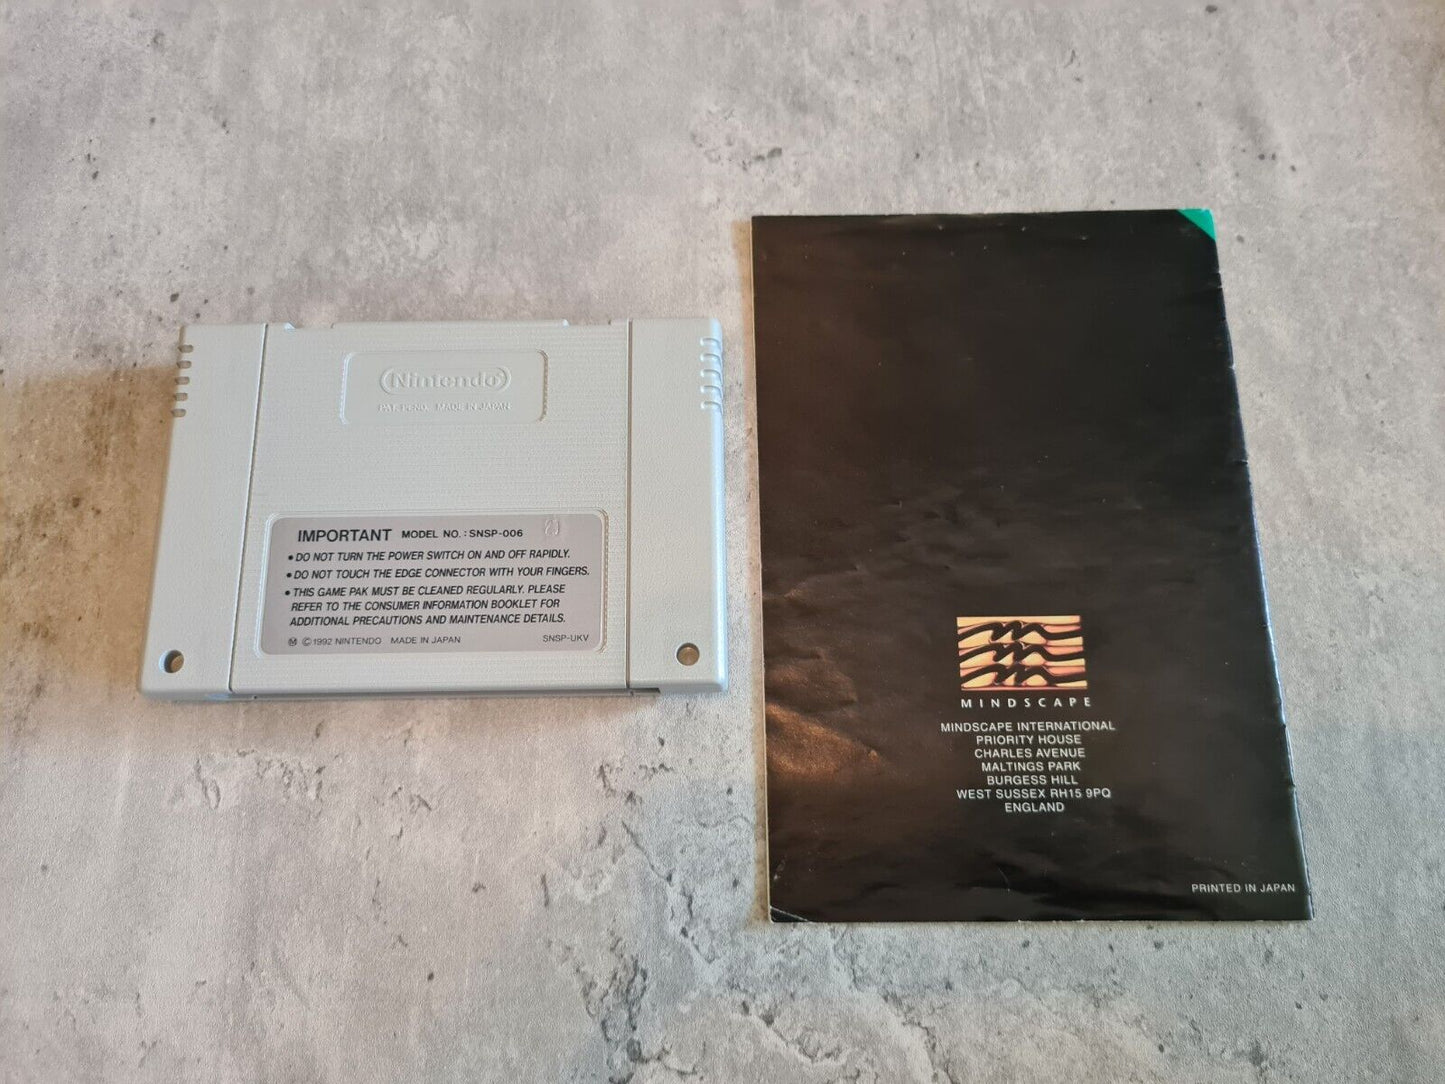 Nintendo
PAT. PEND. MADE IN JAPAN
IMPORTANT MODEL NO. : SNSP-006
• DO NOT TURN THE POWER SWITCH ON AND OFF RAPIDLY.
• DO NOT TOUCH THE EDGE CONNECTOR WITH YOUR FINGERS.
• THIS GAME PAK MUST BE CLEANED REGULARLY. PLEASE
REFER TO THE CONSUMER INFORMATION BOOKLET FOR
ADDITIONAL PRECAUTIONS AND MAINTENANCE DETAILS.
Ⓜ © 1992 NINTENDO MADE IN JAPAN SNSP-UKV
MINDSCAPE
MINDSCAPE INTERNATIONAL
PRIORITY HOUSE
CHARLES AVENUE
MALTINGS PARK
BURGESS HILL
WEST SUSSEX RH15 9PQ
ENGLAND
PRINTED IN JAPAN